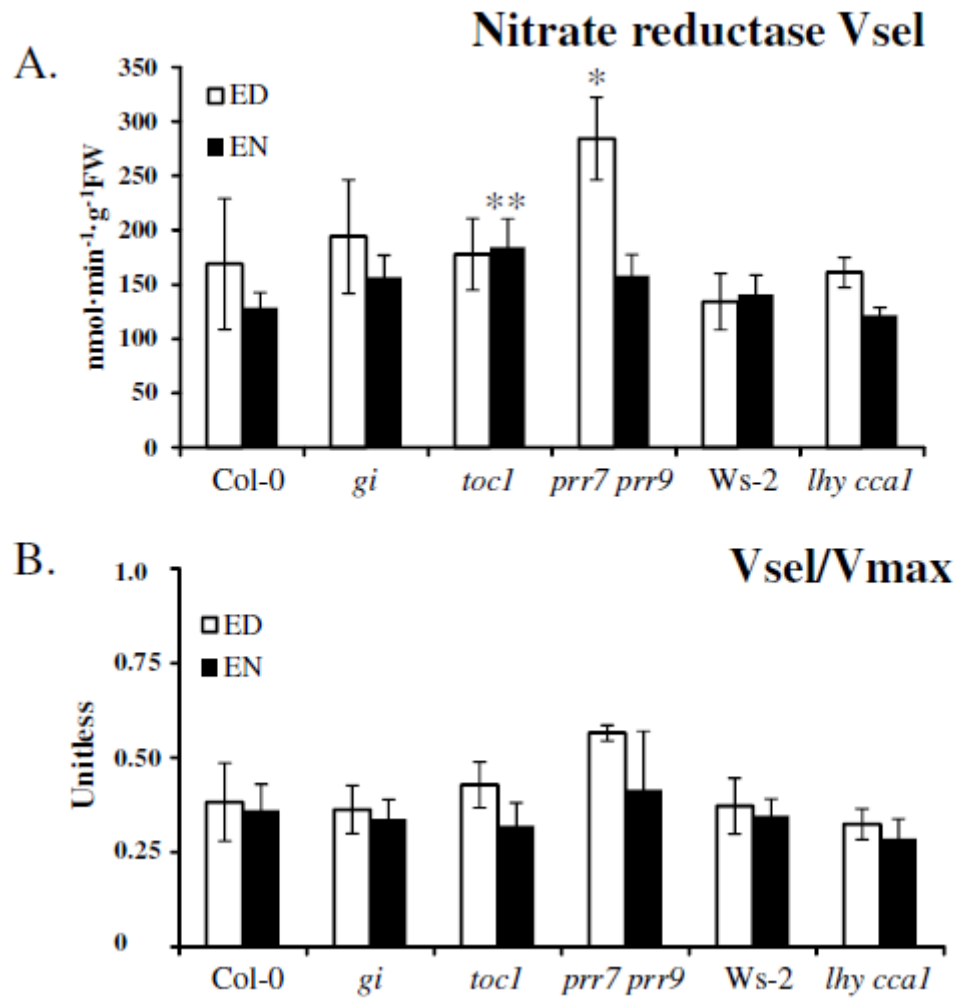 Nitrate reductase Vsel
A.
350
300
250
200
150
100
50
0
nmol·min⁻¹·g⁻¹FW
ED
EN
*
**
Col-0 gi toc1 prr7 prr9 Ws-2 lhy cca1
B.
Vsel/Vmax
1.0
0.75
0.50
0.25
0
Unitless
ED
EN
Col-0 gi toc1 prr7 prr9 Ws-2 lhy cca1